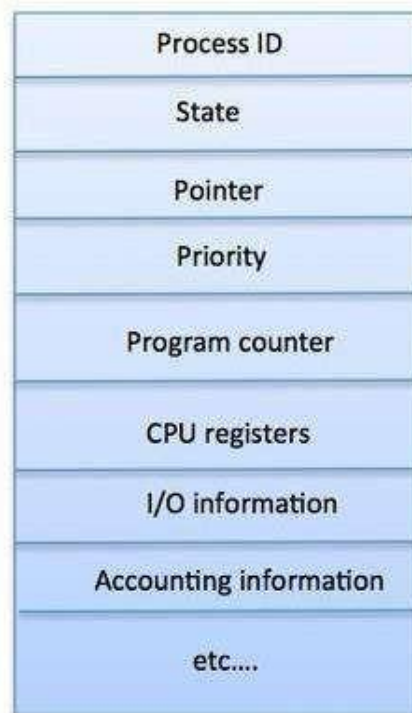 Process ID
State
Pointer
Priority
Program counter
CPU registers
I/O information
Accounting information
etc....